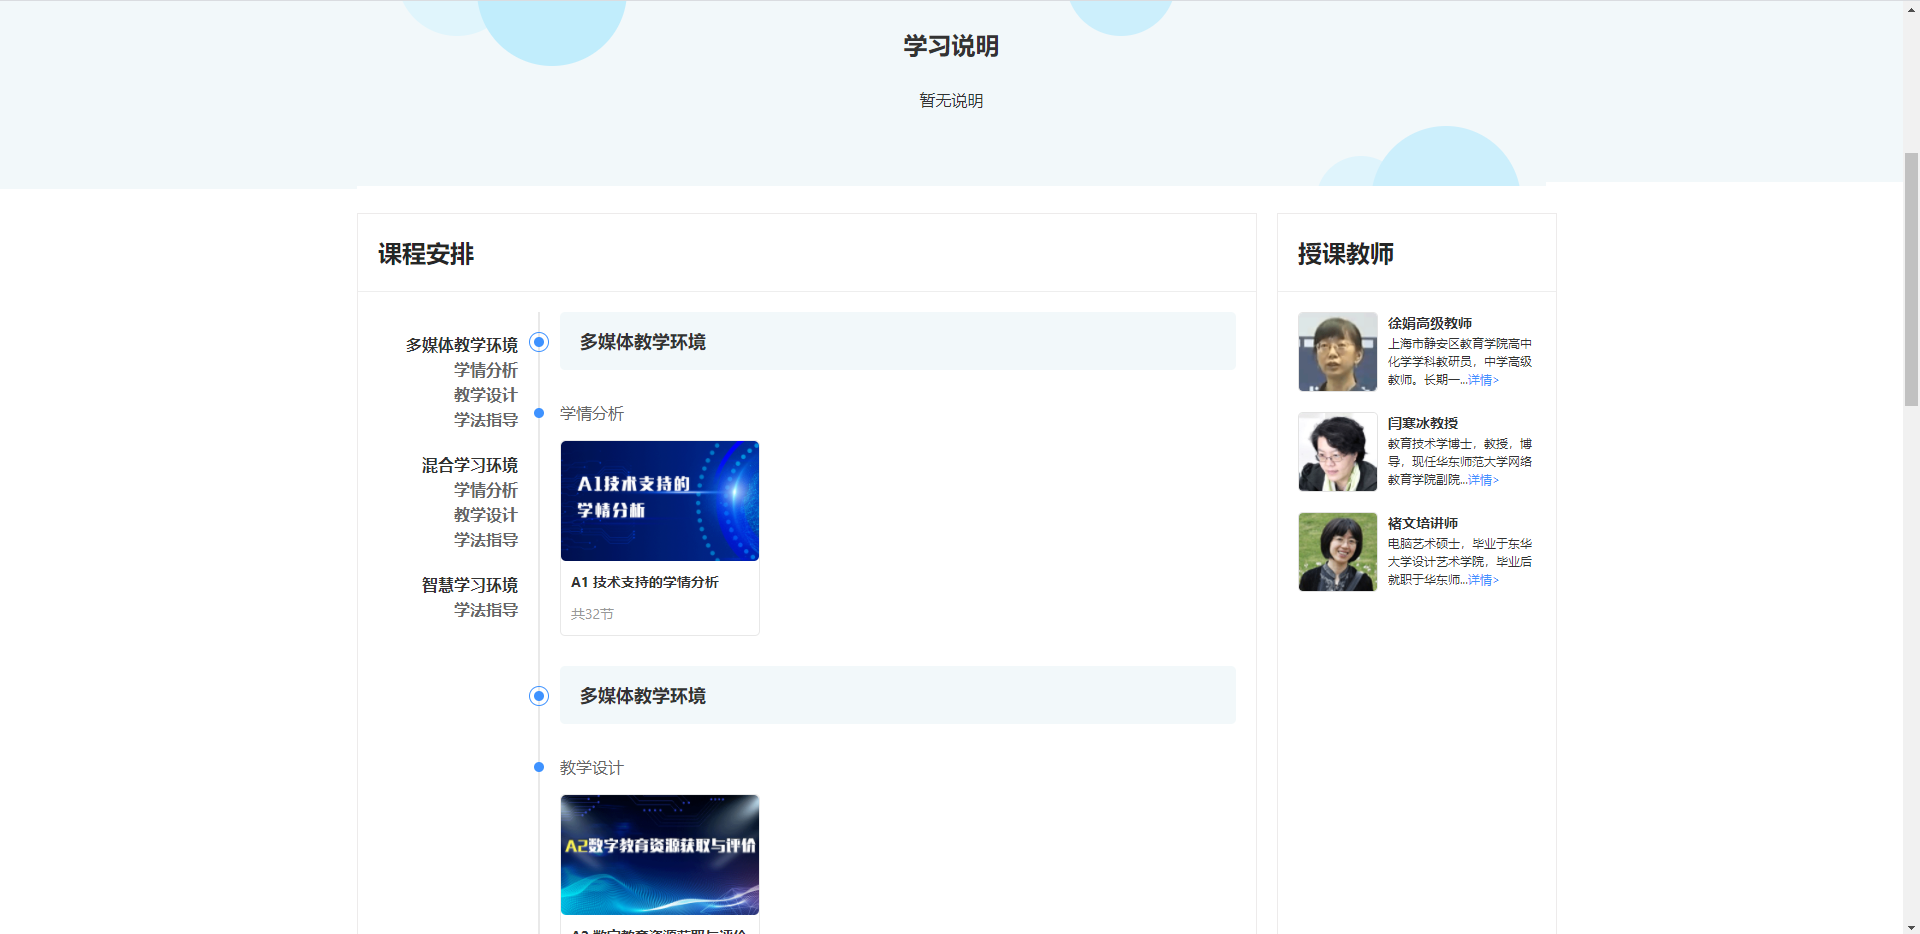 学习说明
暂无说明
课程安排
多媒体教学环境
学情分析
教学设计
学法指导
混合学习环境
学情分析
教学设计
学法指导
智慧学习环境
学法指导
多媒体教学环境
学情分析
A1技术支持的
学情分析
A1 技术支持的学情分析
共32节
多媒体教学环境
教学设计
A2数字教育资源获取与评价
A2 数字教育资源获取与评价
授课教师
徐娟高级教师
上海市静安区教育学院高中
化学学科教研员，中学高级
教师。长期一...详情>
闫寒冰教授
教育技术学博士，教授，博
导，现任华东师范大学网络
教育学院副院...详情>
褚文培讲师
电脑艺术硕士，毕业于东华
大学设计艺术学院，毕业后
就职于华东师...详情>